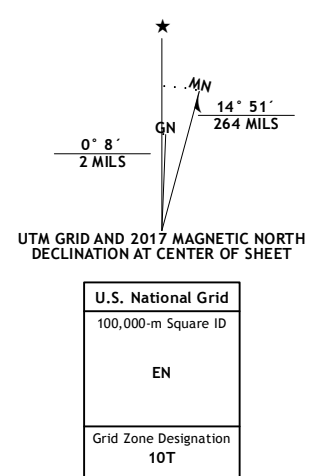 ★
MN
GN
14° 51´
264 MILS
0° 8´
2 MILS
UTM GRID AND 2017 MAGNETIC NORTH
DECLINATION AT CENTER OF SHEET
U.S. National Grid
100,000-m Square ID
EN
Grid Zone Designation
10T